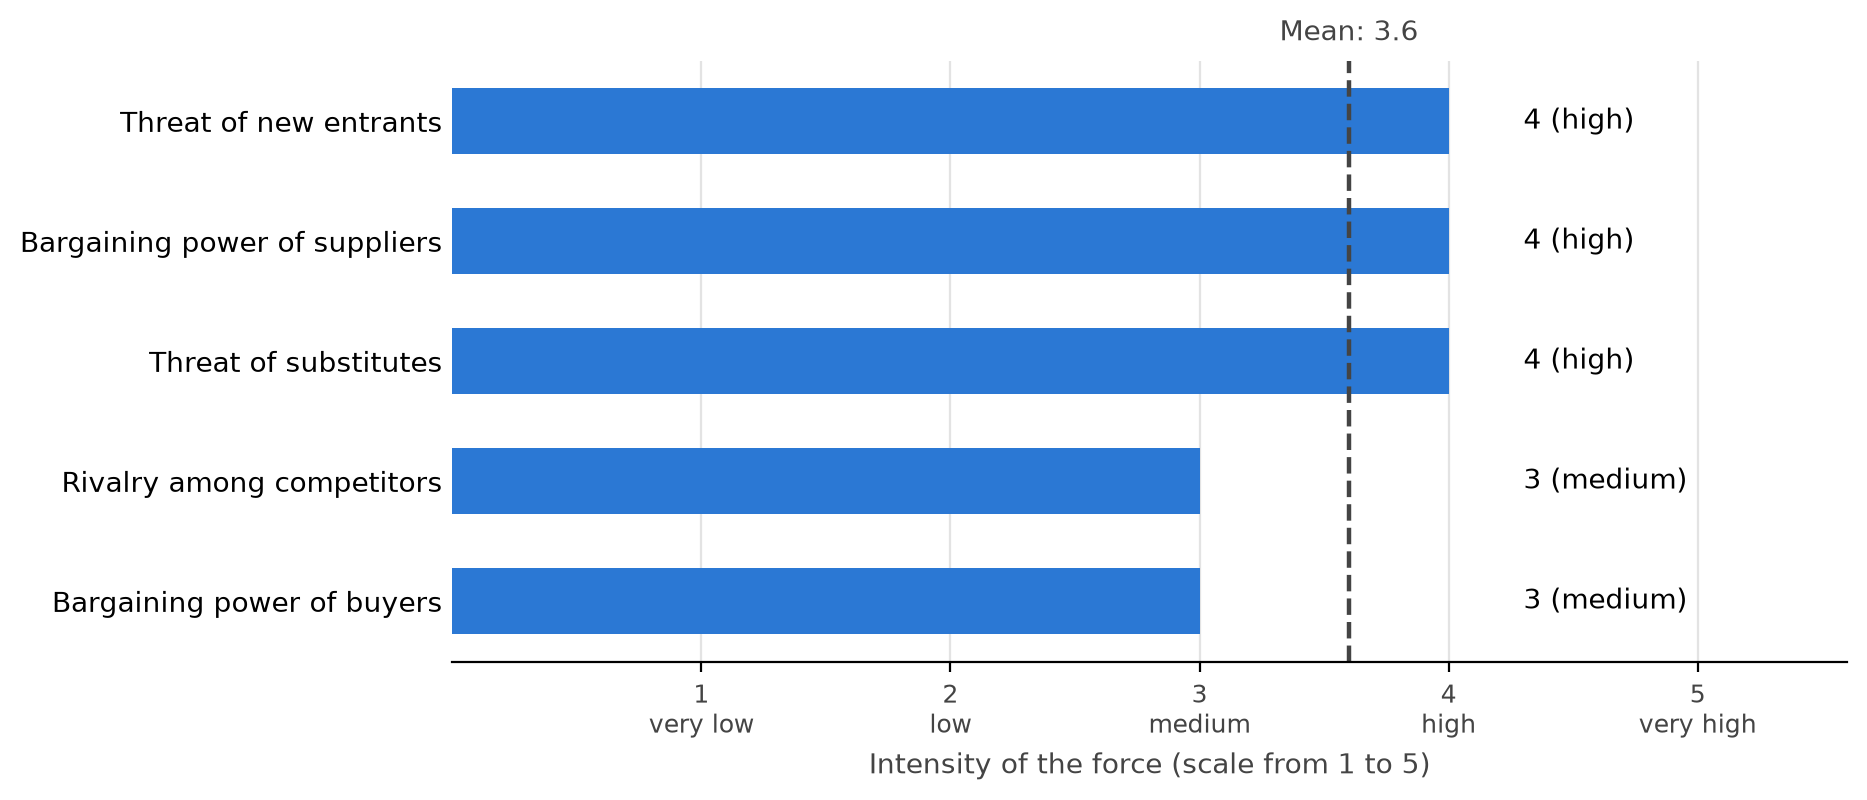 Mean: 3.6
Threat of new entrants 4 (high)
Bargaining power of suppliers 4 (high)
Threat of substitutes 4 (high)
Rivalry among competitors 3 (medium)
Bargaining power of buyers 3 (medium)
1 2 3 4 5
very low low medium high very high
Intensity of the force (scale from 1 to 5)